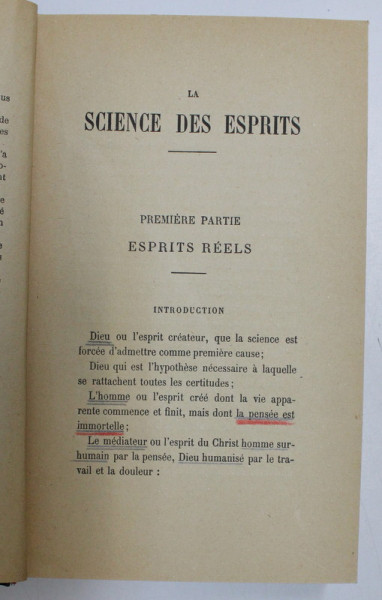 LA
SCIENCE DES ESPRITS
PREMIÈRE PARTIE
ESPRITS RÉELS
INTRODUCTION
Dieu ou l'esprit créateur, que la science est
forcée d'admettre comme première cause;
Dieu qui est l'hypothèse nécessaire à laquelle
se rattachent toutes les certitudes;
L'homme ou l'esprit créé dont la vie appa-
rente commence et finit, mais dont la pensée est
immortelle;
Le médiateur ou l'esprit du Christ homme sur-
humain par la pensée, Dieu humanisé par le tra-
vail et la douleur :